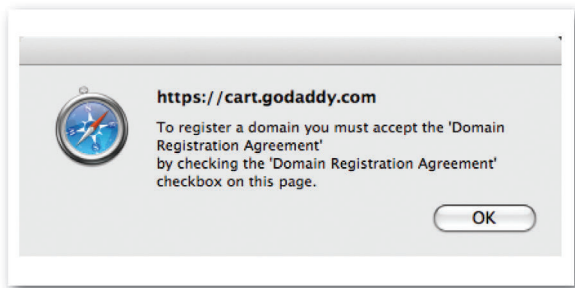 https://cart.godaddy.com
To register a domain you must accept the 'Domain
Registration Agreement'
by checking the 'Domain Registration Agreement'
checkbox on this page.
OK